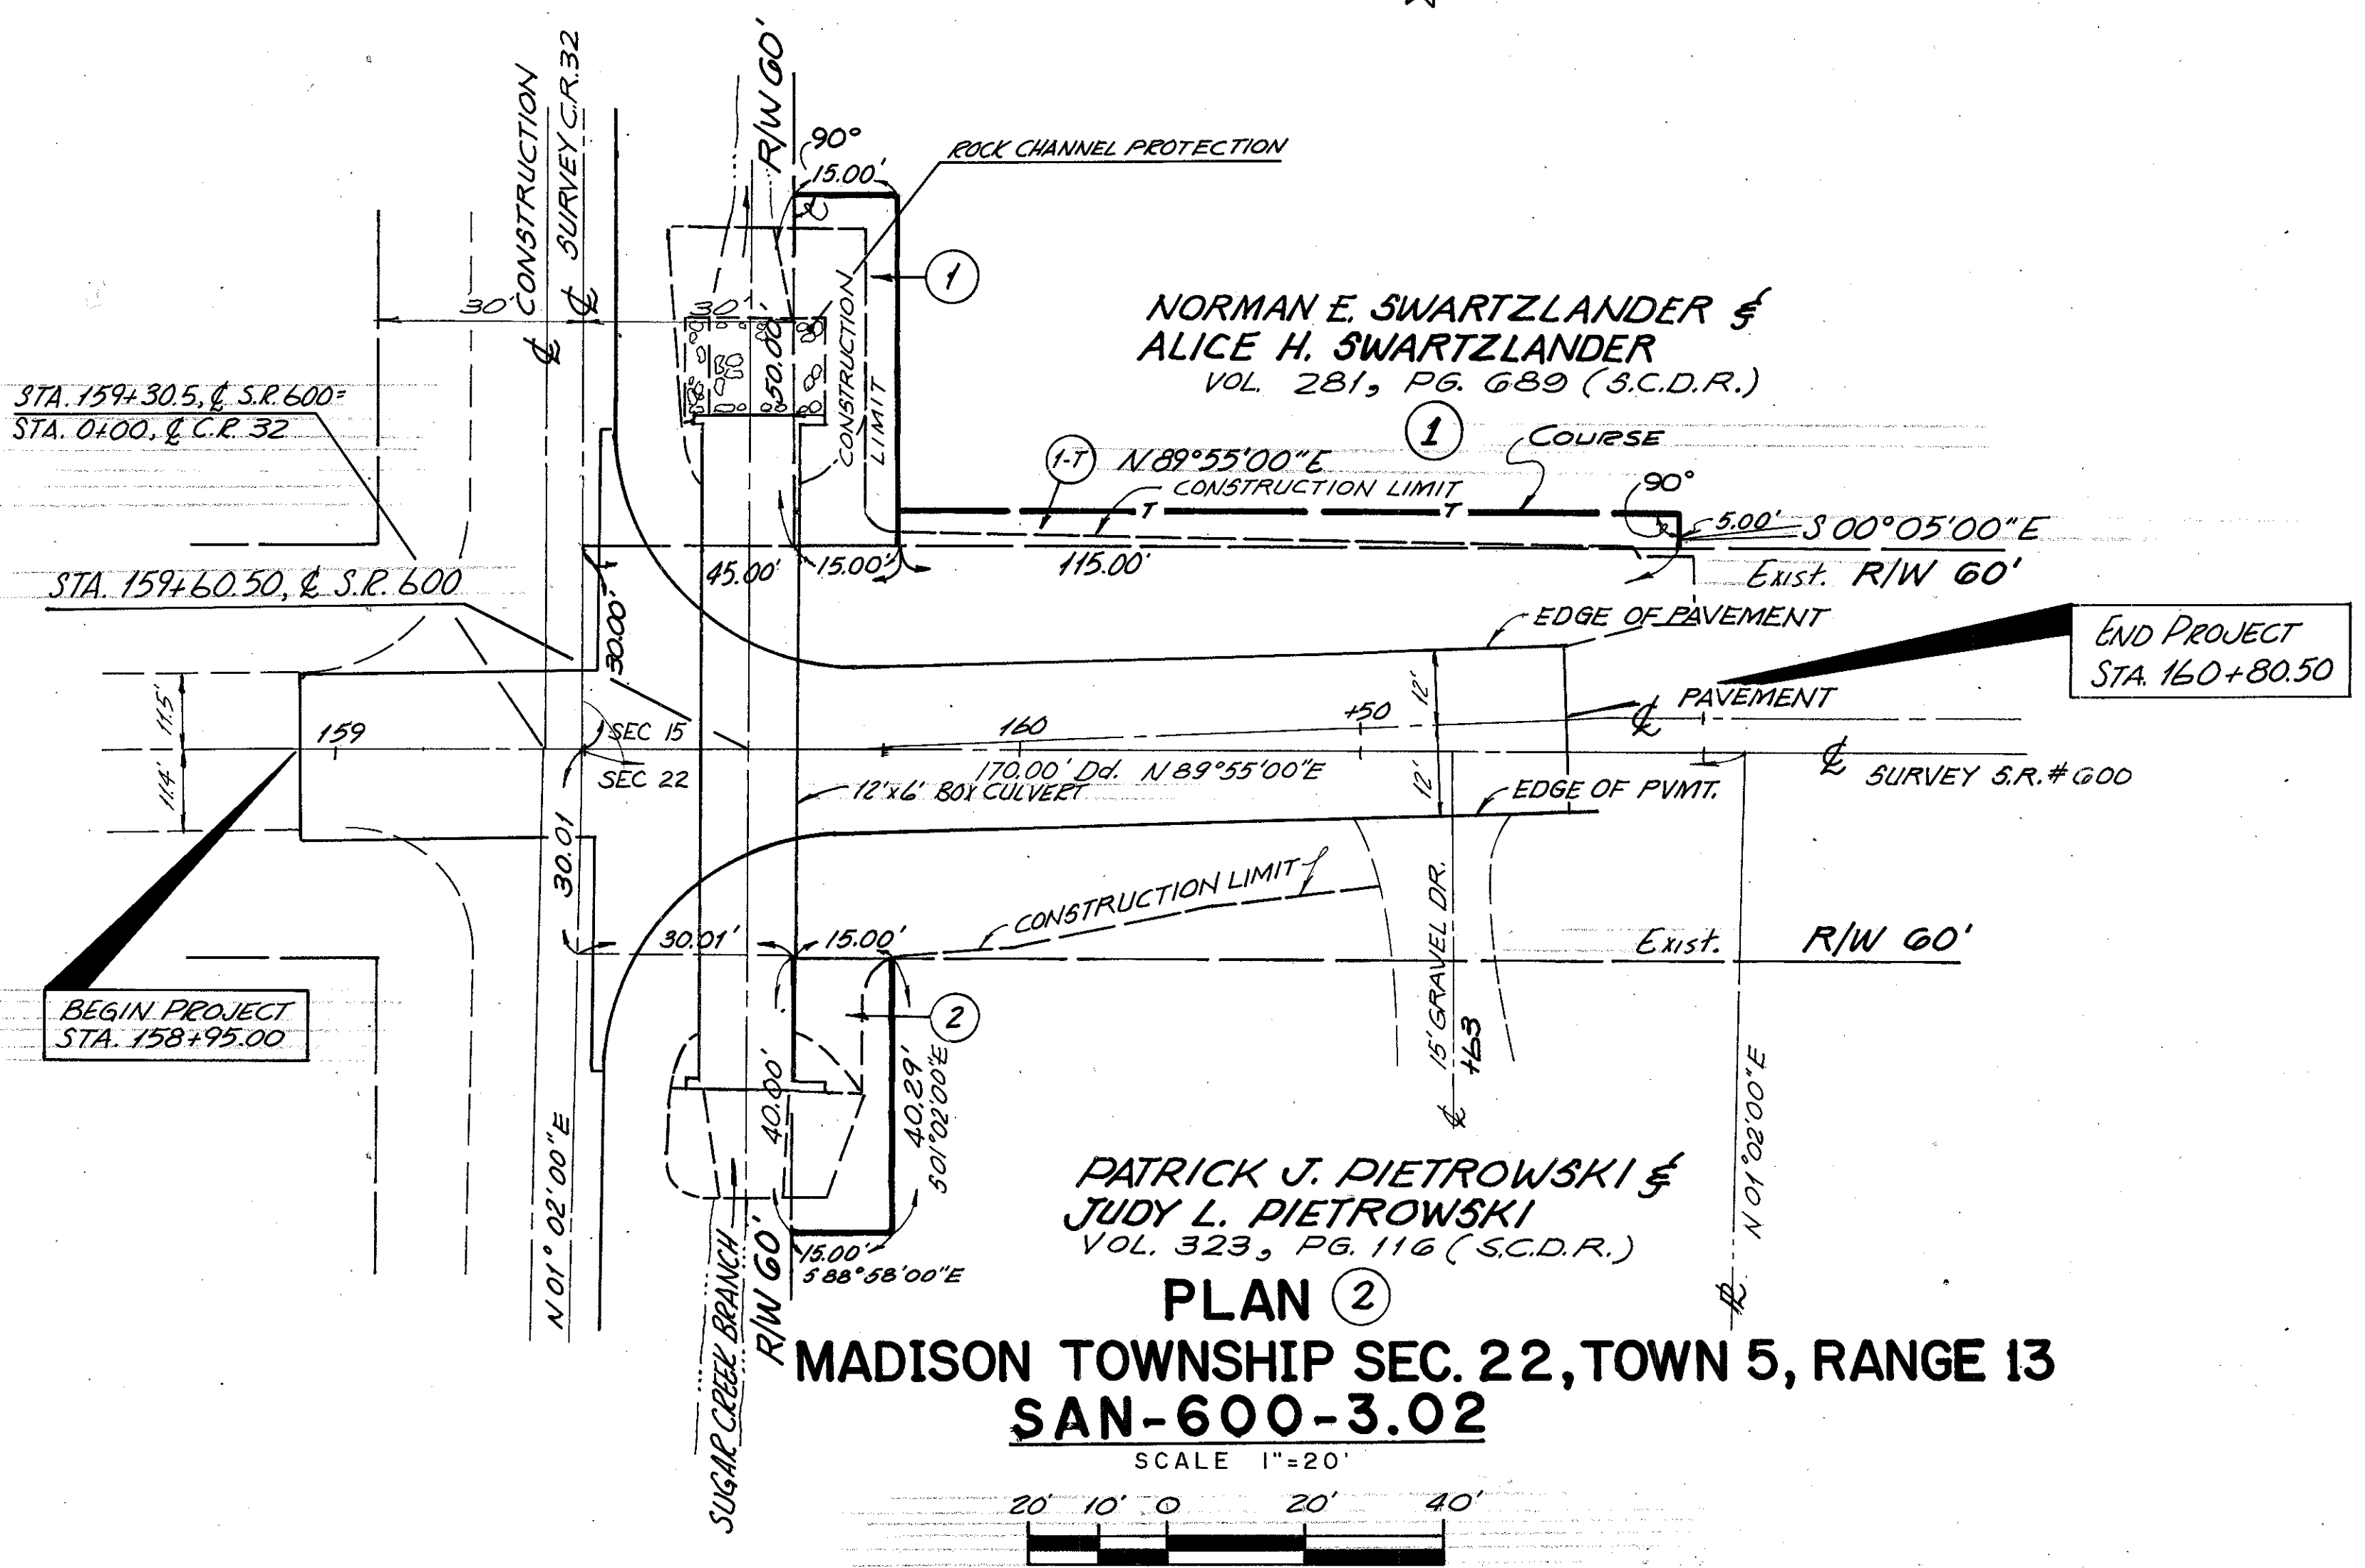 ℄ CONSTRUCTION
℄ SURVEY C.R.32
R/W 60'
90°
15.00'
ROCK CHANNEL PROTECTION
1
30'
30'
50.00'
CONSTRUCTION
LIMIT
NORMAN E. SWARTZLANDER &
ALICE H. SWARTZLANDER
VOL. 281, PG. 689 (S.C.D.R.)
1
STA. 159+30.5, ℄ S.R. 600=
STA. 0+00, ℄ C.R. 32
1-T
N 89°55'00"E
COURSE
CONSTRUCTION LIMIT
T
T
90°
5.00'
S 00°05'00"E
45.00'
15.00'
115.00'
Exist. R/W 60'
STA. 159+60.50, ℄ S.R. 600
30.00'
EDGE OF PAVEMENT
END PROJECT
STA. 160+80.50
11.5'
11.4'
159
SEC 15
SEC 22
160
+50
12'
12'
℄ PAVEMENT
170.00' Dd. N 89°55'00"E
12'x6' BOX CULVERT
EDGE OF PVMT.
℄ SURVEY S.R.#600
30.01
30.01'
15.00'
CONSTRUCTION LIMIT
Exist. R/W 60'
BEGIN PROJECT
STA. 158+95.00
2
40.00'
40.29'
S01°02'00"E
℄ 15' GRAVEL DR.
+63
N 01°02'00"E
℄ N 01°02'00"E
15.00'
S 88°58'00"E
SUGAR CREEK BRANCH
R/W 60'
PATRICK J. PIETROWSKI &
JUDY L. PIETROWSKI
VOL. 323, PG. 116 (S.C.D.R.)
PLAN 2
MADISON TOWNSHIP SEC. 22, TOWN 5, RANGE 13
SAN-600-3.02
SCALE 1"=20'
20' 10' 0 20' 40'